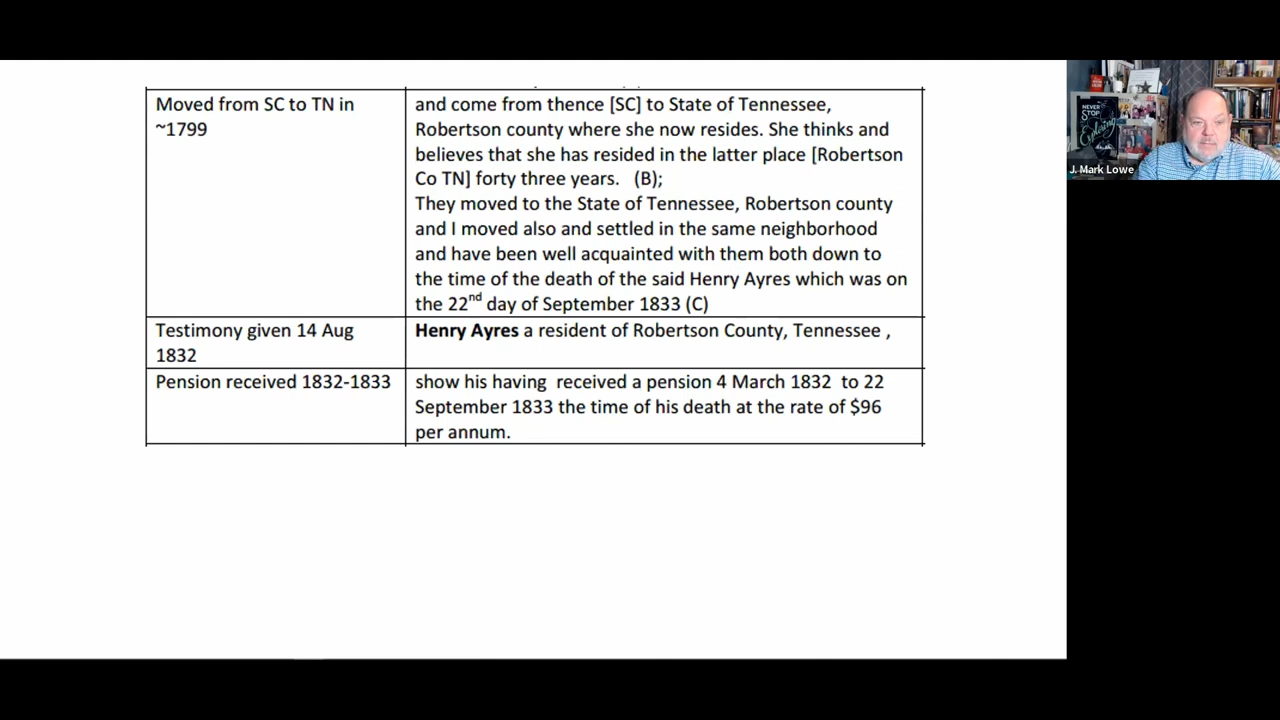 Moved from SC to TN in
~1799
and come from thence [SC] to State of Tennessee,
Robertson county where she now resides. She thinks and
believes that she has resided in the latter place [Robertson
Co TN] forty three years.   (B);
They moved to the State of Tennessee, Robertson county
and I moved also and settled in the same neighborhood
and have been well acquainted with them both down to
the time of the death of the said Henry Ayres which was on
the 22nd day of September 1833 (C)
Testimony given 14 Aug
1832
Henry Ayres a resident of Robertson County, Tennessee ,
Pension received 1832-1833
show his having  received a pension 4 March 1832  to 22
September 1833 the time of his death at the rate of $96
per annum.
NEVER
STOP
Exploring
J. Mark Lowe